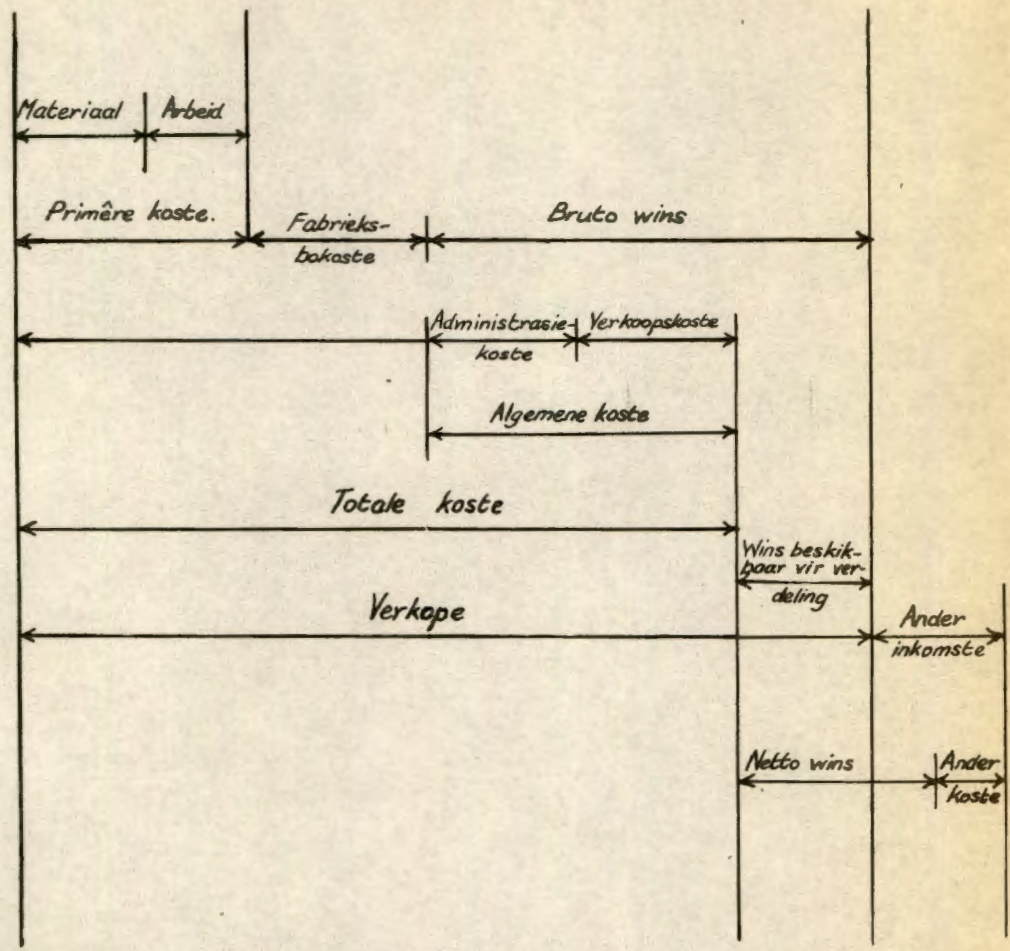 Materiaal Arbeid
Primêre koste.
Fabrieks-
bokoste
Bruto wins
Administrasie-
koste
Verkoopskoste
Algemene koste
Totale koste
Wins beskik-
baar vir ver-
deling
Verkope
Ander
inkomste
Netto wins
Ander
koste